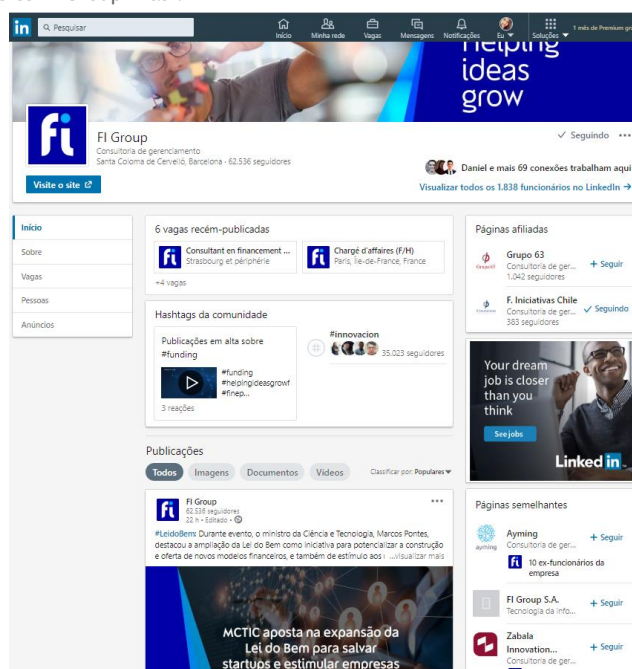 in
Pesquisar
Início
Minha rede
Vagas
Mensagens
Notificações
Eu
Soluções
1 mês de Premium
Helping
ideas
grow
fi
FI Group
Consultoria de gerenciamento
Santa Coloma de Cervelló, Barcelona · 62.536 seguidores
Seguindo
Daniel e mais 69 conexões trabalham aqui
Visite o site
Visualizar todos os 1.838 funcionários no LinkedIn →
Início
Sobre
Vagas
Pessoas
Anúncios
6 vagas recém-publicadas
fi
Consultant en financement ...
Strasbourg et périphérie
fi
Chargé d'affaires (F/H)
Paris, Île-de-France, France
+4 vagas
Hashtags da comunidade
Publicações em alta sobre
#funding
#funding
#helpingideasgrowf
#finep...
3 reações
#
#innovacion
35.023 seguidores
Publicações
Todos
Imagens
Documentos
Vídeos
Classificar por: Populares
fi
FI Group
62.536 seguidores
22 h • Editado •
#LeidoBem: Durante evento, o ministro da Ciência e Tecnologia, Marcos Pontes,
destacou a ampliação da Lei do Bem como iniciativa para potencializar a construção
e oferta de novos modelos financeiros, e também de estímulo aos ...visualizar mais
MCTIC aposta na expansão da
Lei do Bem para salvar
startups e estimular empresas
Páginas afiliadas
Grupo 63
Consultoria de ger...
1.042 seguidores
+ Seguir
F. Iniciativas Chile
Consultoria de ger...
383 seguidores
Seguindo
Your dream
job is closer
than you
think
See jobs
Linked in
Páginas semelhantes
ayming
Ayming
Consultoria de ger...
+ Seguir
fi
10 ex-funcionários da
empresa
FI Group S.A.
Tecnologia da info...
+ Seguir
Zabala
Innovation...
Consultoria de ger...
+ Seguir